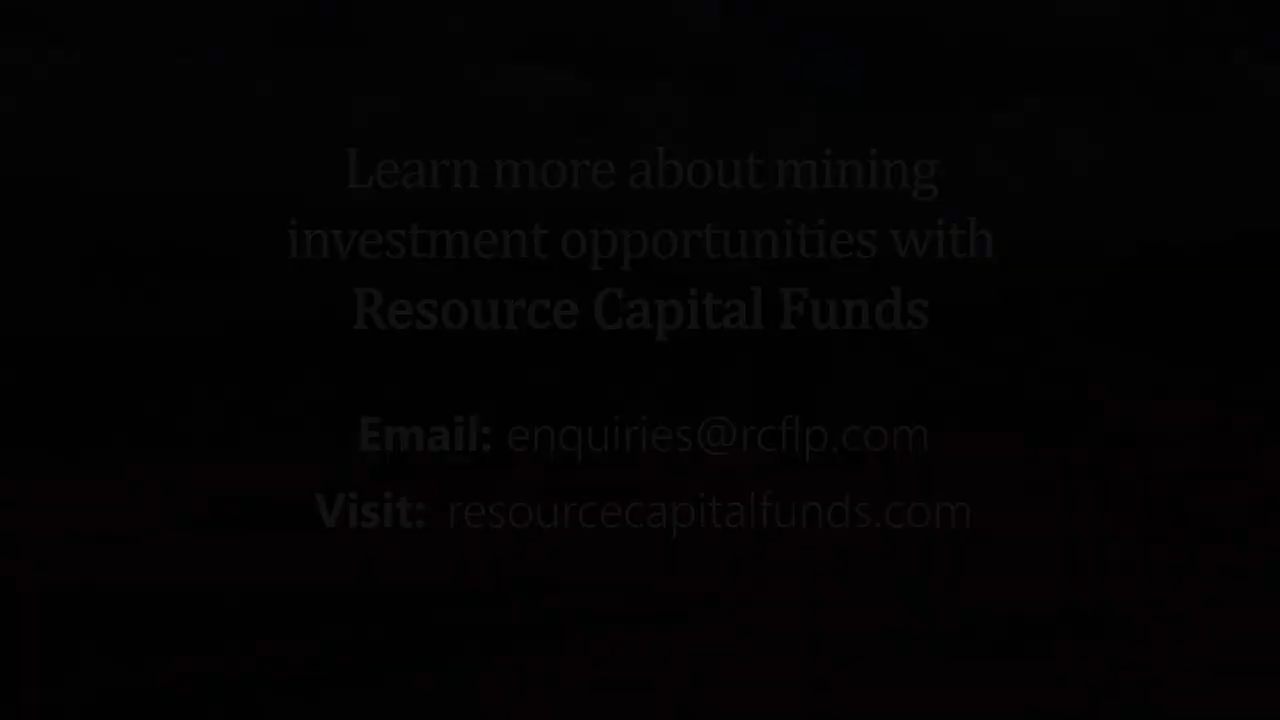 Learn more about mining
investment opportunities with
Resource Capital Funds
Email: enquiries@rcflp.com
Visit: resourcecapitalfunds.com